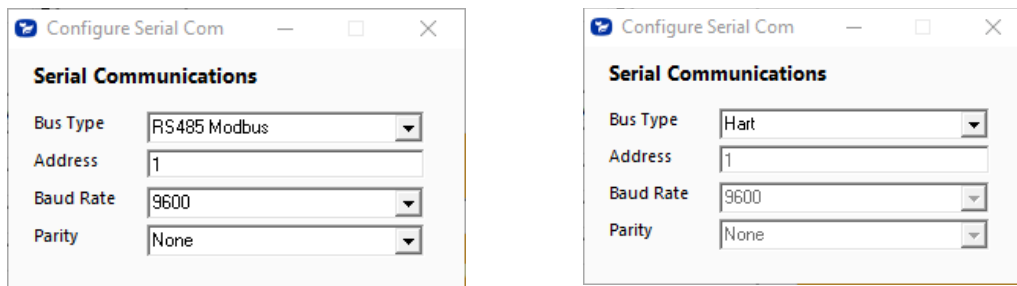 Configure Serial Com
Serial Communications
Bus Type RS485 Modbus
Address 1
Baud Rate 9600
Parity None
Configure Serial Com
Serial Communications
Bus Type Hart
Address 1
Baud Rate 9600
Parity None